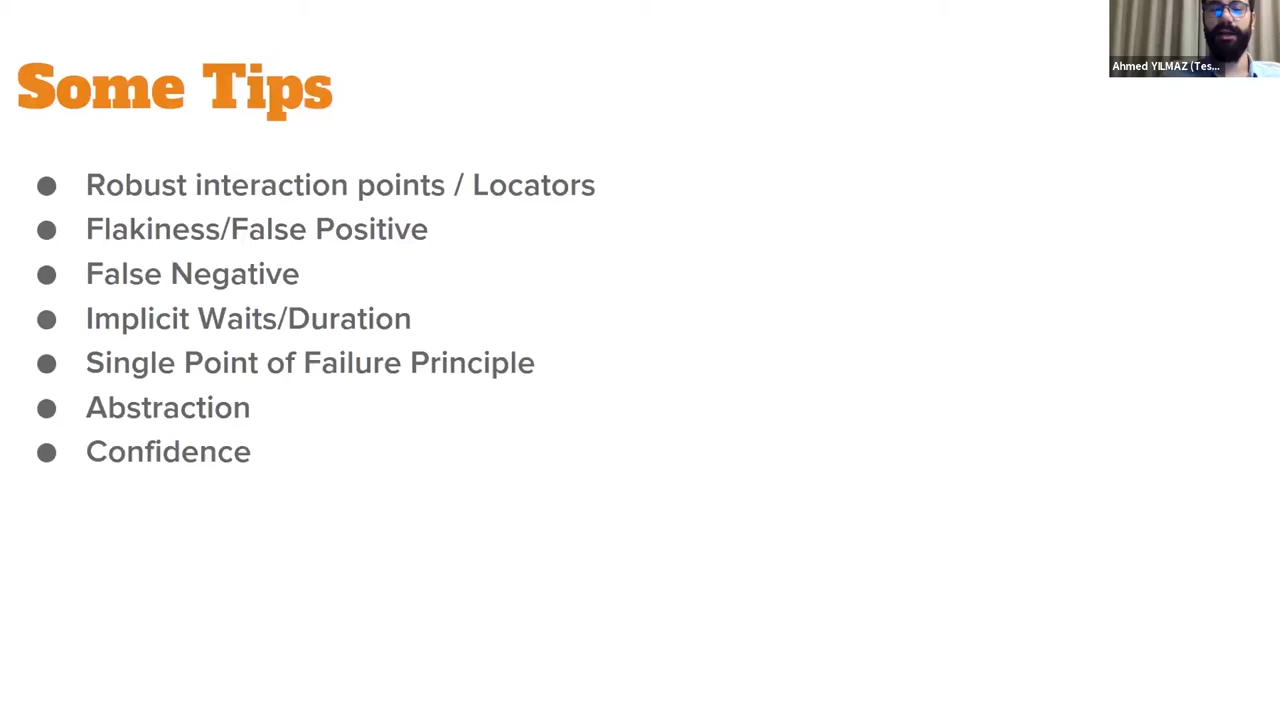 Some Tips
Ahmed YILMAZ (Tes...
● Robust interaction points / Locators
● Flakiness/False Positive
● False Negative
● Implicit Waits/Duration
● Single Point of Failure Principle
● Abstraction
● Confidence